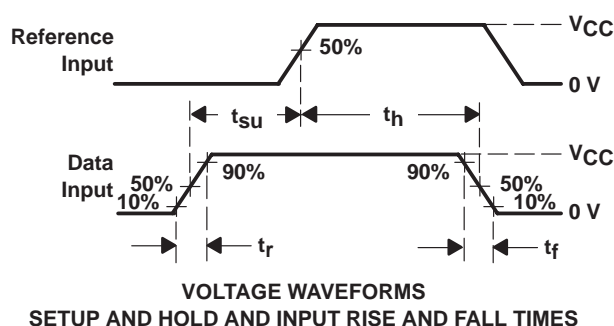 Reference
Input
50%
VCC
0 V
tsu
th
Data
Input
50%
10%
90%
90%
50%
10%
VCC
0 V
tr
tf
VOLTAGE WAVEFORMS
SETUP AND HOLD AND INPUT RISE AND FALL TIMES